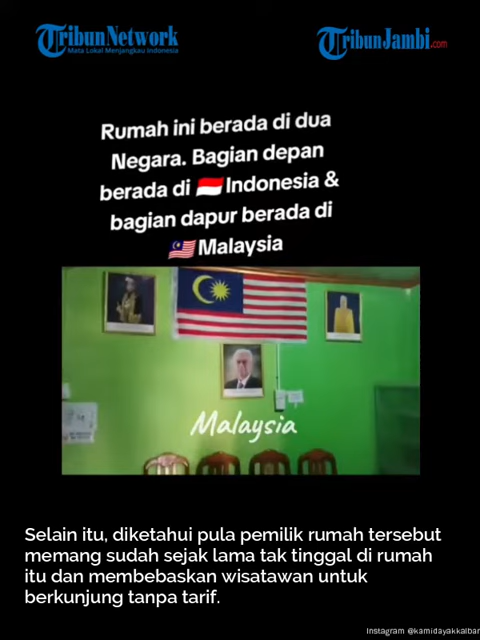 TribunNetwork
Mata Lokal Menjangkau Indonesia
TribunJambi.com
Rumah ini berada di dua
Negara. Bagian depan
berada di 🇮🇩 Indonesia &
bagian dapur berada di
🇲🇾 Malaysia
Malaysia
Selain itu, diketahui pula pemilik rumah tersebut
memang sudah sejak lama tak tinggal di rumah
itu dan membebaskan wisatawan untuk
berkunjung tanpa tarif.
Instagram @kamidayakkalbar